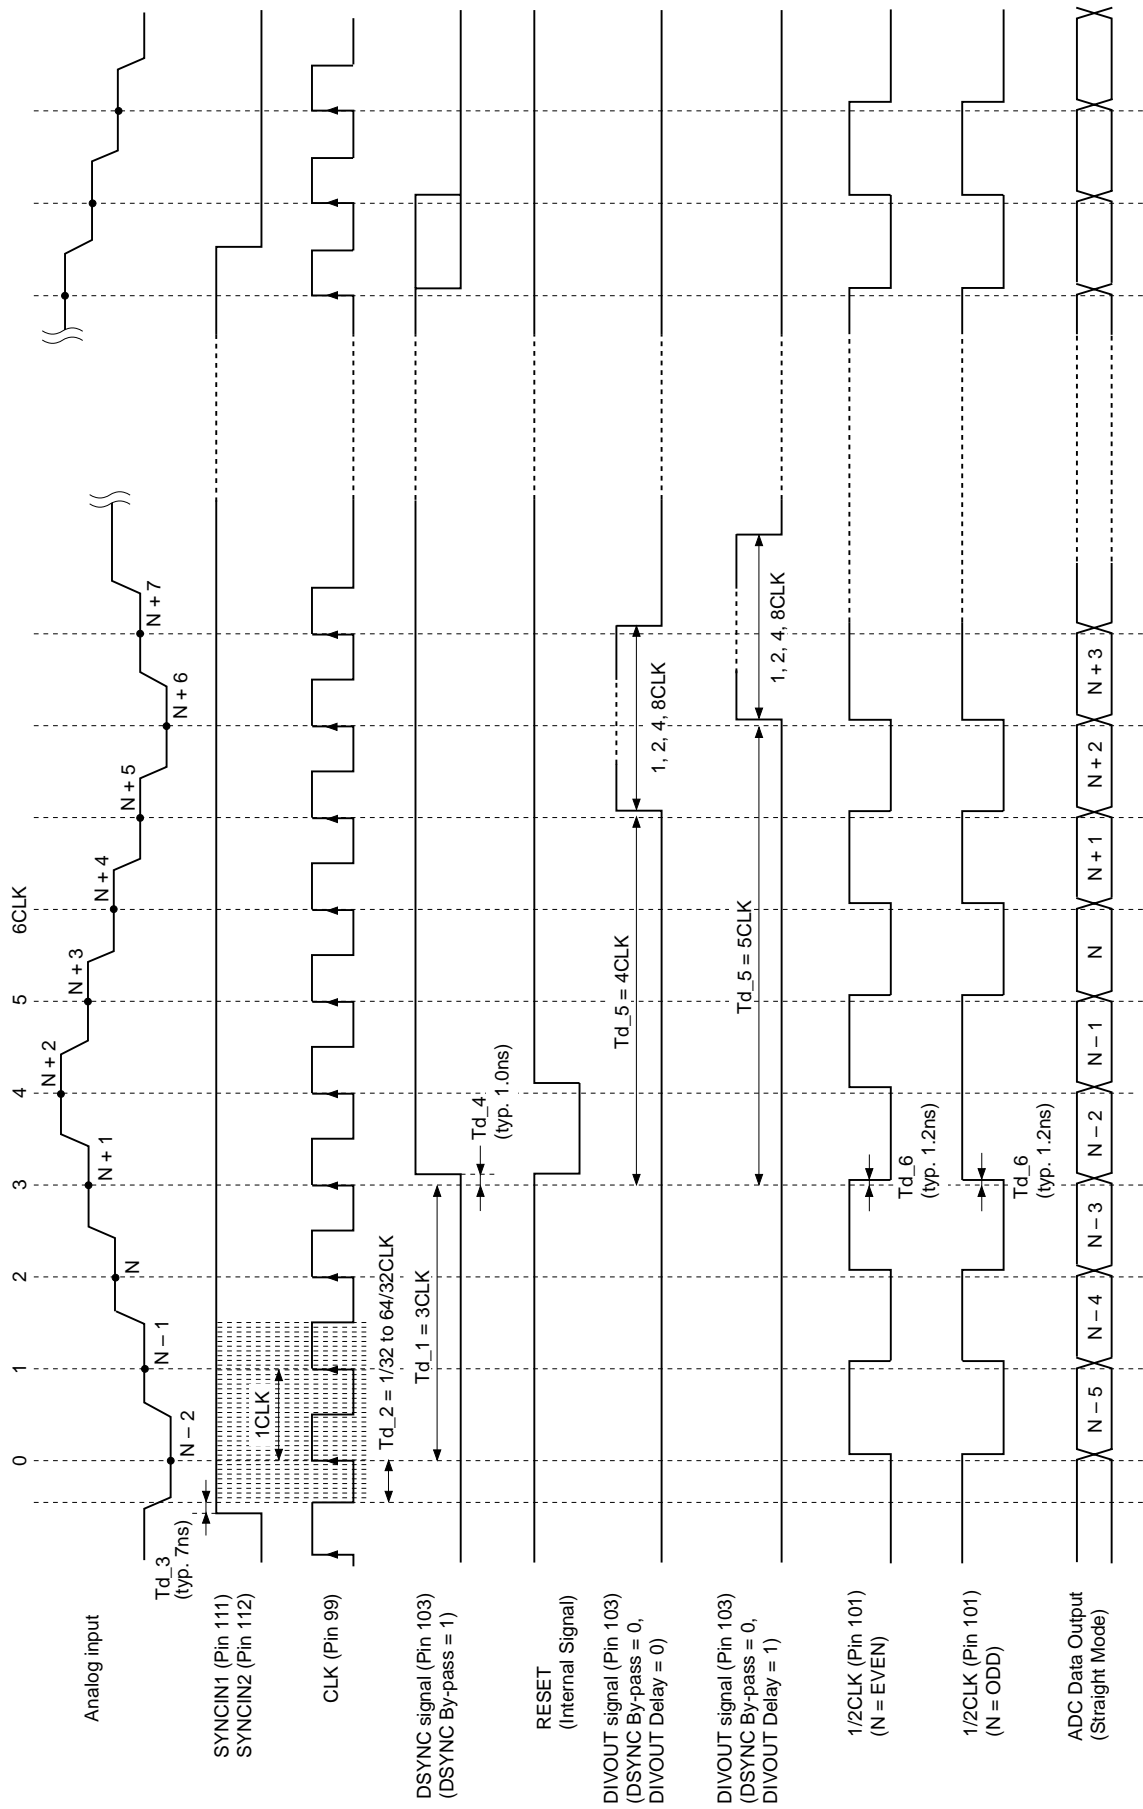 0
1
2
3
4
5
6CLK
Analog input
N – 2
N – 1
N
N + 1
N + 2
N + 3
N + 4
N + 5
N + 6
N + 7
Td_3
(typ. 7ns)
SYNCIN1 (Pin 111)
SYNCIN2 (Pin 112)
1CLK
CLK (Pin 99)
Td_2 = 1/32 to 64/32CLK
Td_1 = 3CLK
DSYNC signal (Pin 103)
(DSYNC By-pass = 1)
Td_4
(typ. 1.0ns)
RESET
(Internal Signal)
DIVOUT signal (Pin 103)
(DSYNC By-pass = 0,
DIVOUT Delay = 0)
Td_5 = 4CLK
1, 2, 4, 8CLK
DIVOUT signal (Pin 103)
(DSYNC By-pass = 0,
DIVOUT Delay = 1)
Td_5 = 5CLK
1, 2, 4, 8CLK
1/2CLK (Pin 101)
(N = EVEN)
Td_6
(typ. 1.2ns)
1/2CLK (Pin 101)
(N = ODD)
Td_6
(typ. 1.2ns)
ADC Data Output
(Straight Mode)
N – 5
N – 4
N – 3
N – 2
N – 1
N
N + 1
N + 2
N + 3